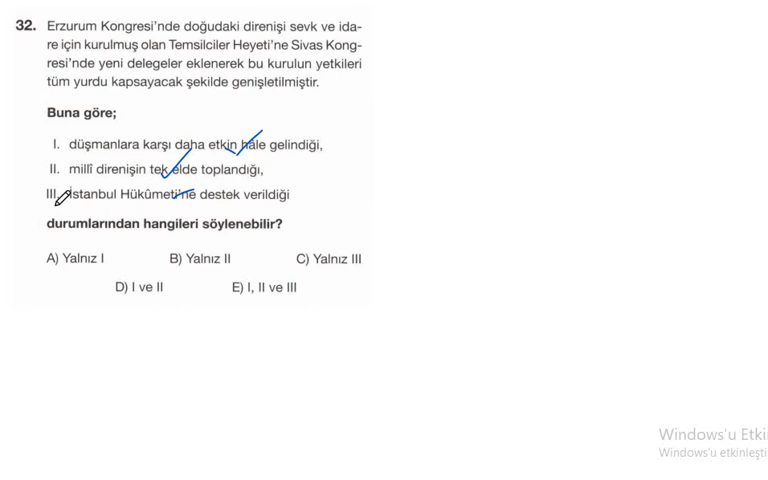 32. Erzurum Kongresi'nde doğudaki direnişi sevk ve ida-
re için kurulmuş olan Temsilciler Heyeti'ne Sivas Kong-
resi'nde yeni delegeler eklenerek bu kurulun yetkileri
tüm yurdu kapsayacak şekilde genişletilmiştir.
Buna göre;
I. düşmanlara karşı daha etkin hâle gelindiği,
II. millî direnişin tek elde toplandığı,
III. İstanbul Hükûmeti'ne destek verildiği
durumlarından hangileri söylenebilir?
A) Yalnız I B) Yalnız II C) Yalnız III
D) I ve II E) I, II ve III
Windows'u Etki
Windows'u etkinleşti